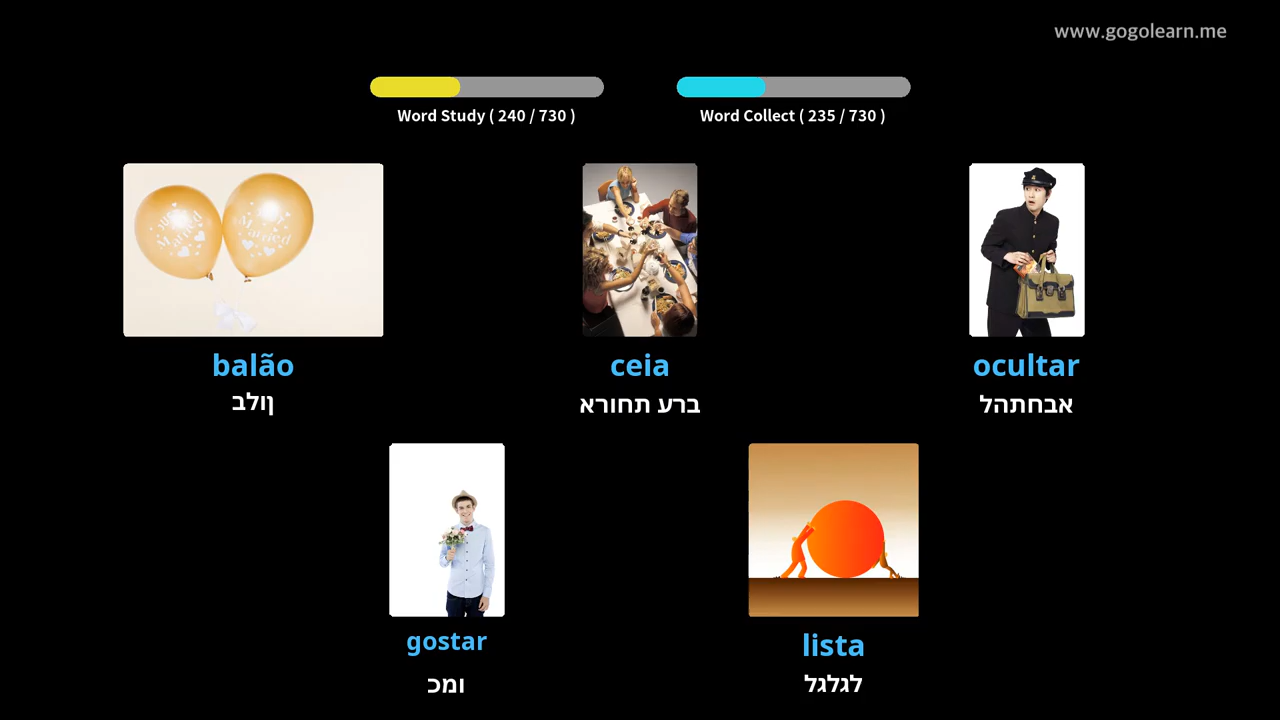 www.gogolearn.me
Word Study ( 240 / 730 )
Word Collect ( 235 / 730 )
balão
ןולב
ceia
ברע תחורא
ocultar
אבחתהל
gostar
ומכ
lista
לגלגל